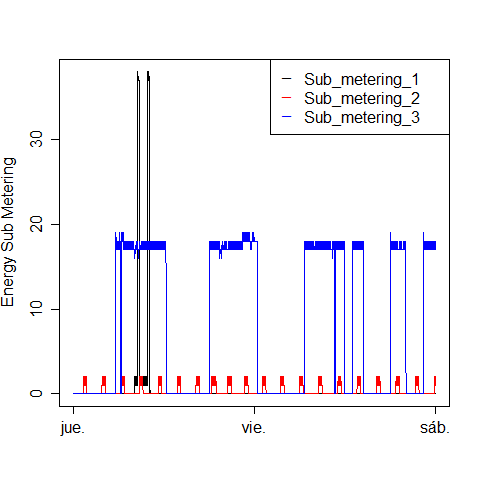 Sub_metering_1
Sub_metering_2
Sub_metering_3
Energy Sub Metering
30
20
10
0
jue.
vie.
sáb.